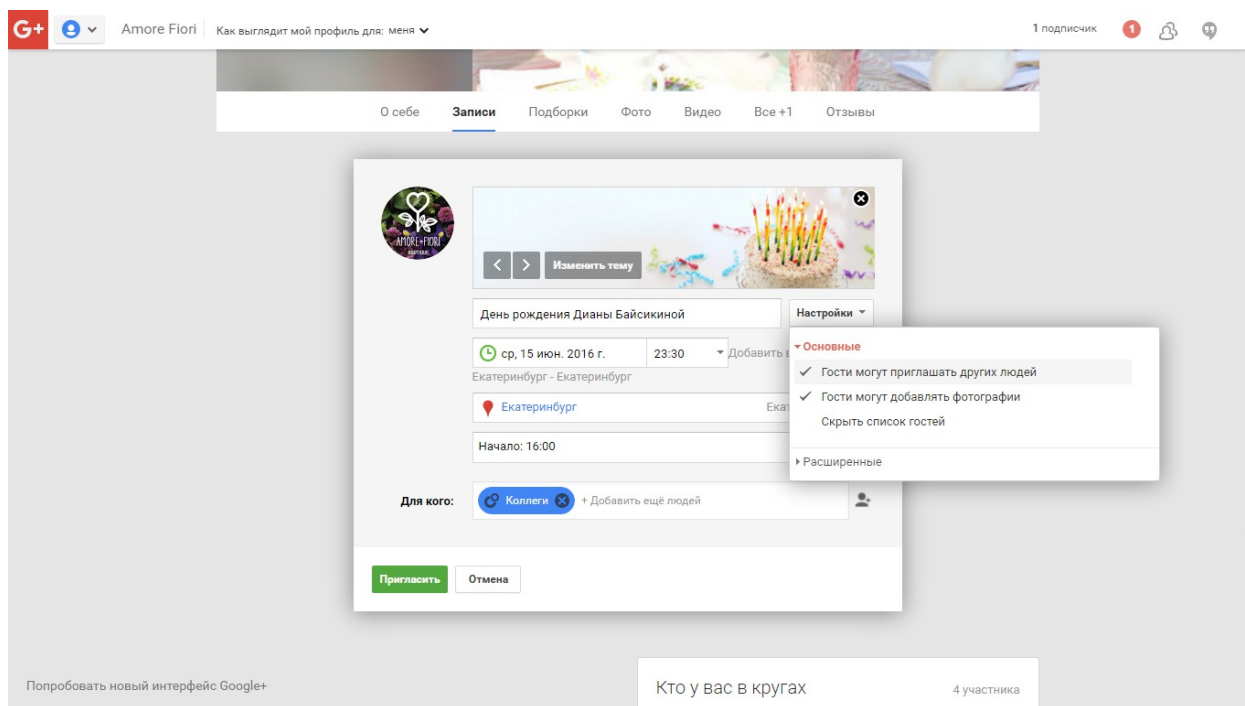 G+ Amore Fiori Как выглядит мой профиль для: меня 1 подписчик 1
О себе Записи Подборки Фото Видео Все +1 Отзывы
AMORE+FIORI
Изменить тему
День рождения Дианы Байсикиной Настройки
ср, 15 июн. 2016 г. 23:30 Добавить
Екатеринбург - Екатеринбург
Екатеринбург
Начало: 16:00
Основные
Гости могут приглашать других людей
Гости могут добавлять фотографии
Скрыть список гостей
Расширенные
Для кого: Коллеги + Добавить ещё людей
Пригласить Отмена
Попробовать новый интерфейс Google+ Кто у вас в кругах 4 участника